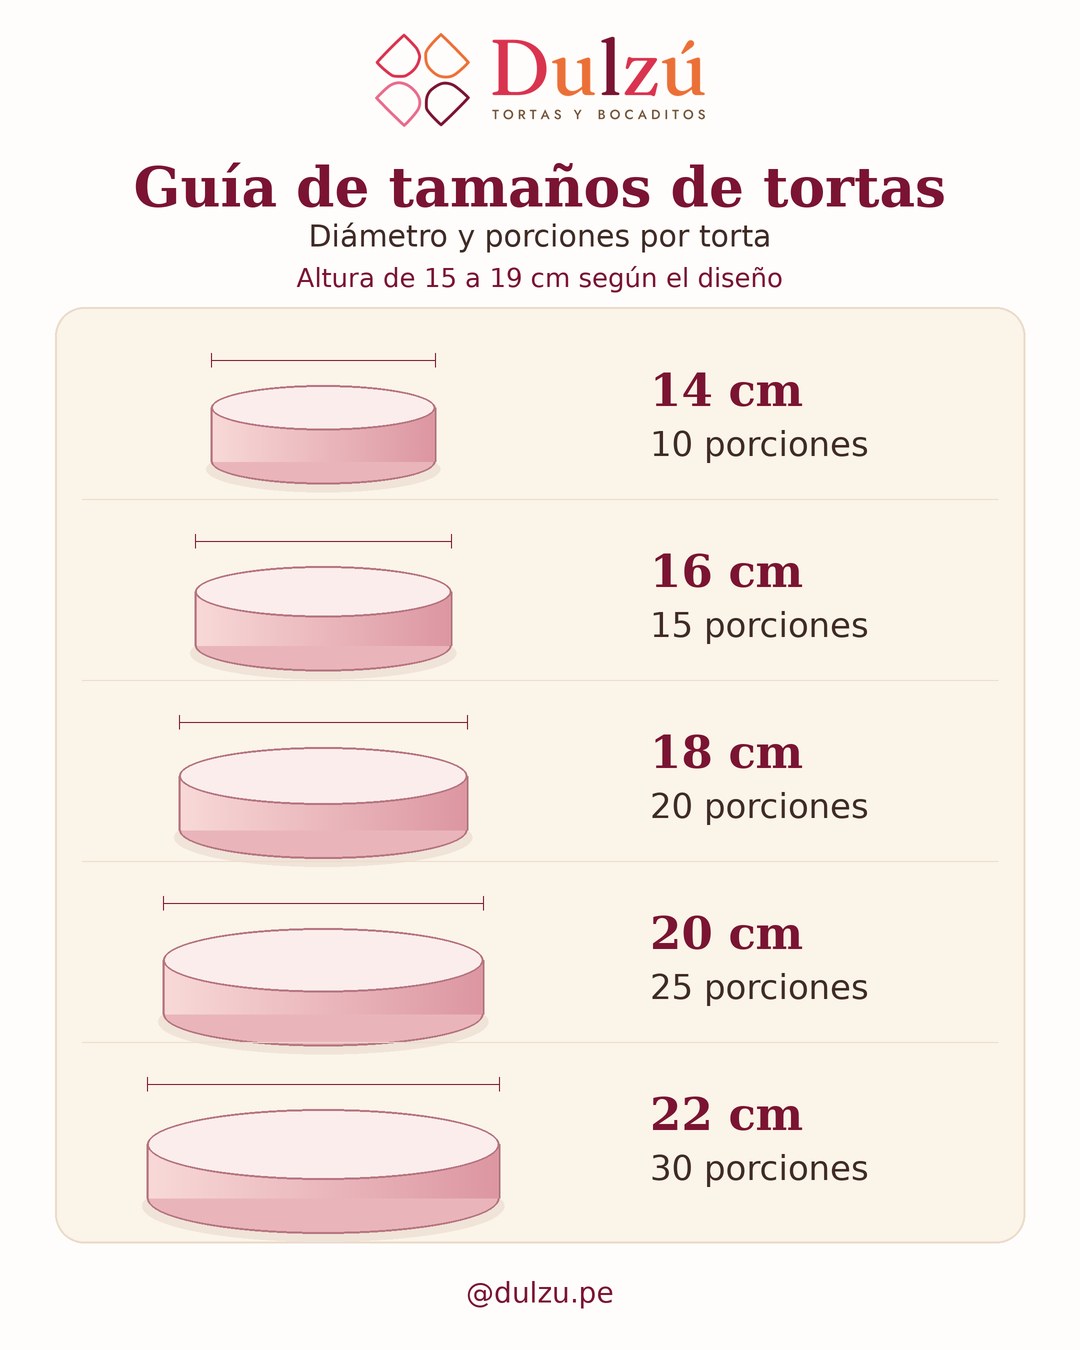 Dulzú
TORTAS Y BOCADITOS
Guía de tamaños de tortas
Diámetro y porciones por torta
Altura de 15 a 19 cm según el diseño
14 cm
10 porciones
16 cm
15 porciones
18 cm
20 porciones
20 cm
25 porciones
22 cm
30 porciones
@dulzu.pe